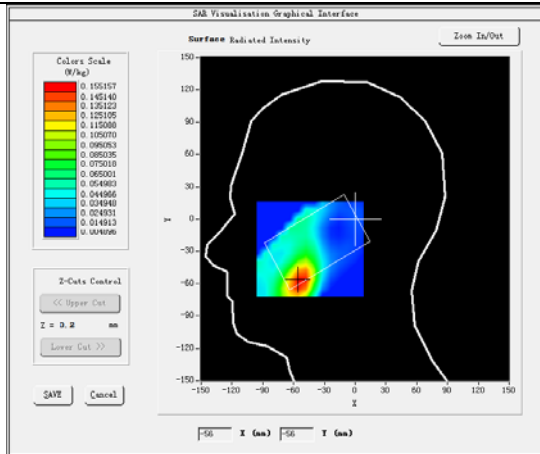 SAR Visualisation Graphical Interface
Surface Radiated Intensity
Zoom In/Out
Colors Scale
(W/kg)
0.155157
0.145140
0.135123
0.125105
0.115088
0.105070
0.095053
0.085035
0.075018
0.065001
0.054983
0.044966
0.034948
0.024931
0.014913
0.004896
Z-Cuts Control
<< Upper Cut
Z = 3.2 mm
Lower Cut >>
SAVE
Cancel
150
120
90
60
30
Y
0
-30
-60
-90
-120
-150
-150 -120 -90 -60 -30 0 30 60 90 120 150
X
-56 X (mm) -56 Y (mm)